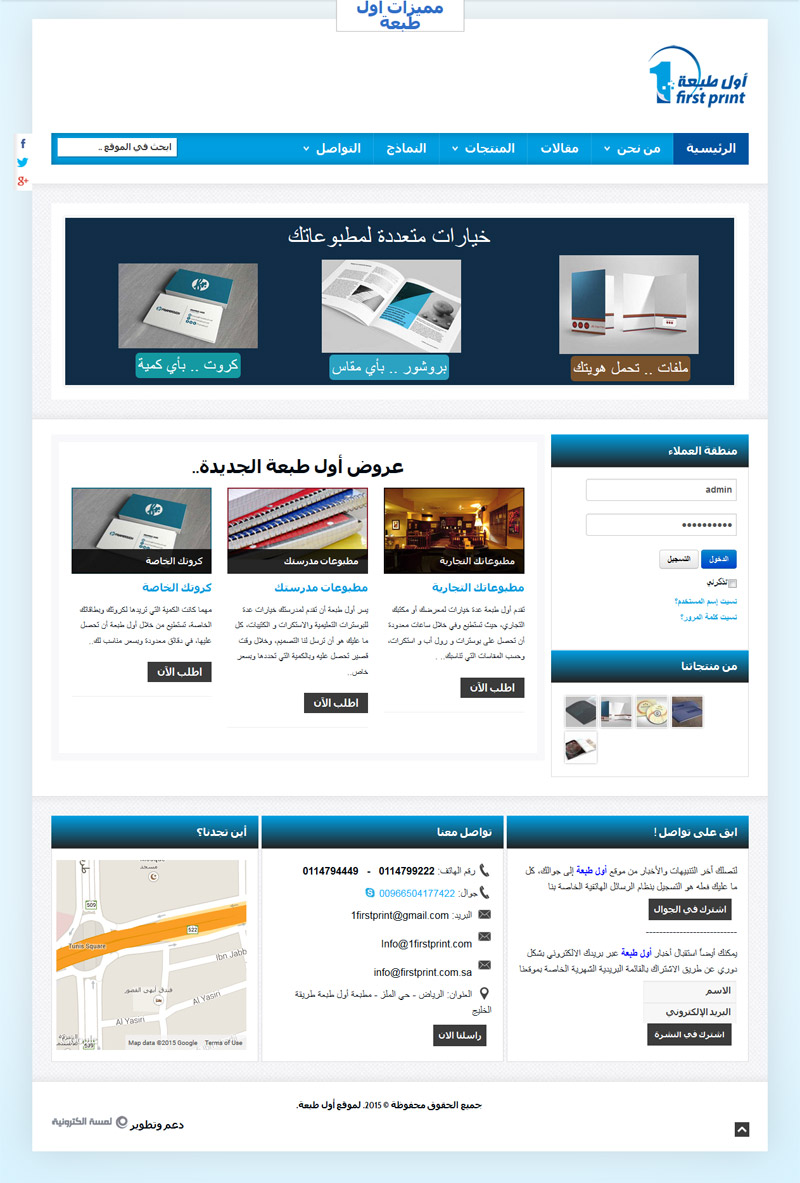 مميزات أول
طبعة
أول طبعة
first print
الرئيسية
من نحن
مقالات
المنتجات
النماذج
التواصل
ابحث في الموقع ..
f
g+
خيارات متعددة لمطبوعاتك
ملفات .. تحمل هويتك
بروشور .. بأي مقاس
كروت .. بأي كمية
منطقة العملاء
admin
••••••••••
الدخول
التسجيل
تذكرني
نسيت إسم المستخدم؟
نسيت كلمة المرور؟
من منتجاتنا
عروض أول طبعة الجديدة..
مطبوعاتك التجارية
مطبوعاتك التجارية
تقدم أول طبعة عدة خيارات لمعرضك أو مكتبك
التجاري، حيث تستطيع وفي خلال ساعات معدودة
أن تحصل على بوسترات و رول أب و استكرات،
وحسب المقاسات التي تناسبك.. .
اطلب الآن
مطبوعات مدرستك
مطبوعات مدرستك
يسر أول طبعة أن تقدم لمدرستك خيارات عدة
للبوسترات التعليمية والاستكرات و الكتيبات، كل
ما عليك هو أن ترسل لنا التصميم، وخلال وقت
قصير تحصل عليه وبالكمية التي تحددها وبسعر
خاص..
اطلب الآن
كروتك الخاصة
كروتك الخاصة
مهما كانت الكمية التي تريدها لكروتك وبطاقاتك
الخاصة، تستطيع من خلال أول طبعة أن تحصل
عليها، في دقائق معدودة وبسعر مناسب لك..
اطلب الآن
ابق على تواصل !
لتصلك أخر التنبيهات والأخبار من موقع أول طبعة إلى جوالك، كل
ما عليك فعله هو التسجيل بنظام الرسائل الهاتفية الخاصة بنا
اشترك في الجوال
--------------------------
يمكنك أيضاً استقبال أخبار أول طبعة عبر بريدك الالكتروني بشكل
دوري عن طريق الاشتراك بالقائمة البريدية الشهرية الخاصة بموقعنا
الاسم
البريد الإلكتروني
اشترك في النشرة
تواصل معنا
رقم الهاتف: 0114799222 - 0114794449
جوال: 00966504177422
البريد: 1firstprint@gmail.com
Info@1firstprint.com
info@firstprint.com.sa
العنوان: الرياض - حي الملز - مطبعة أول طبعة طريقة
الخليج
راسلنا الان
أين تجدنا؟
مسجد
509
522
Tunis Square
Ibn Jabb
فندق أبهى القصور
Al Yasiri
Al Yasiri
539
Map data ©2015 Google
Terms of Use
جميع الحقوق محفوظة © 2015. لموقع أول طبعة.
دعم وتطوير
لمسة الكترونية